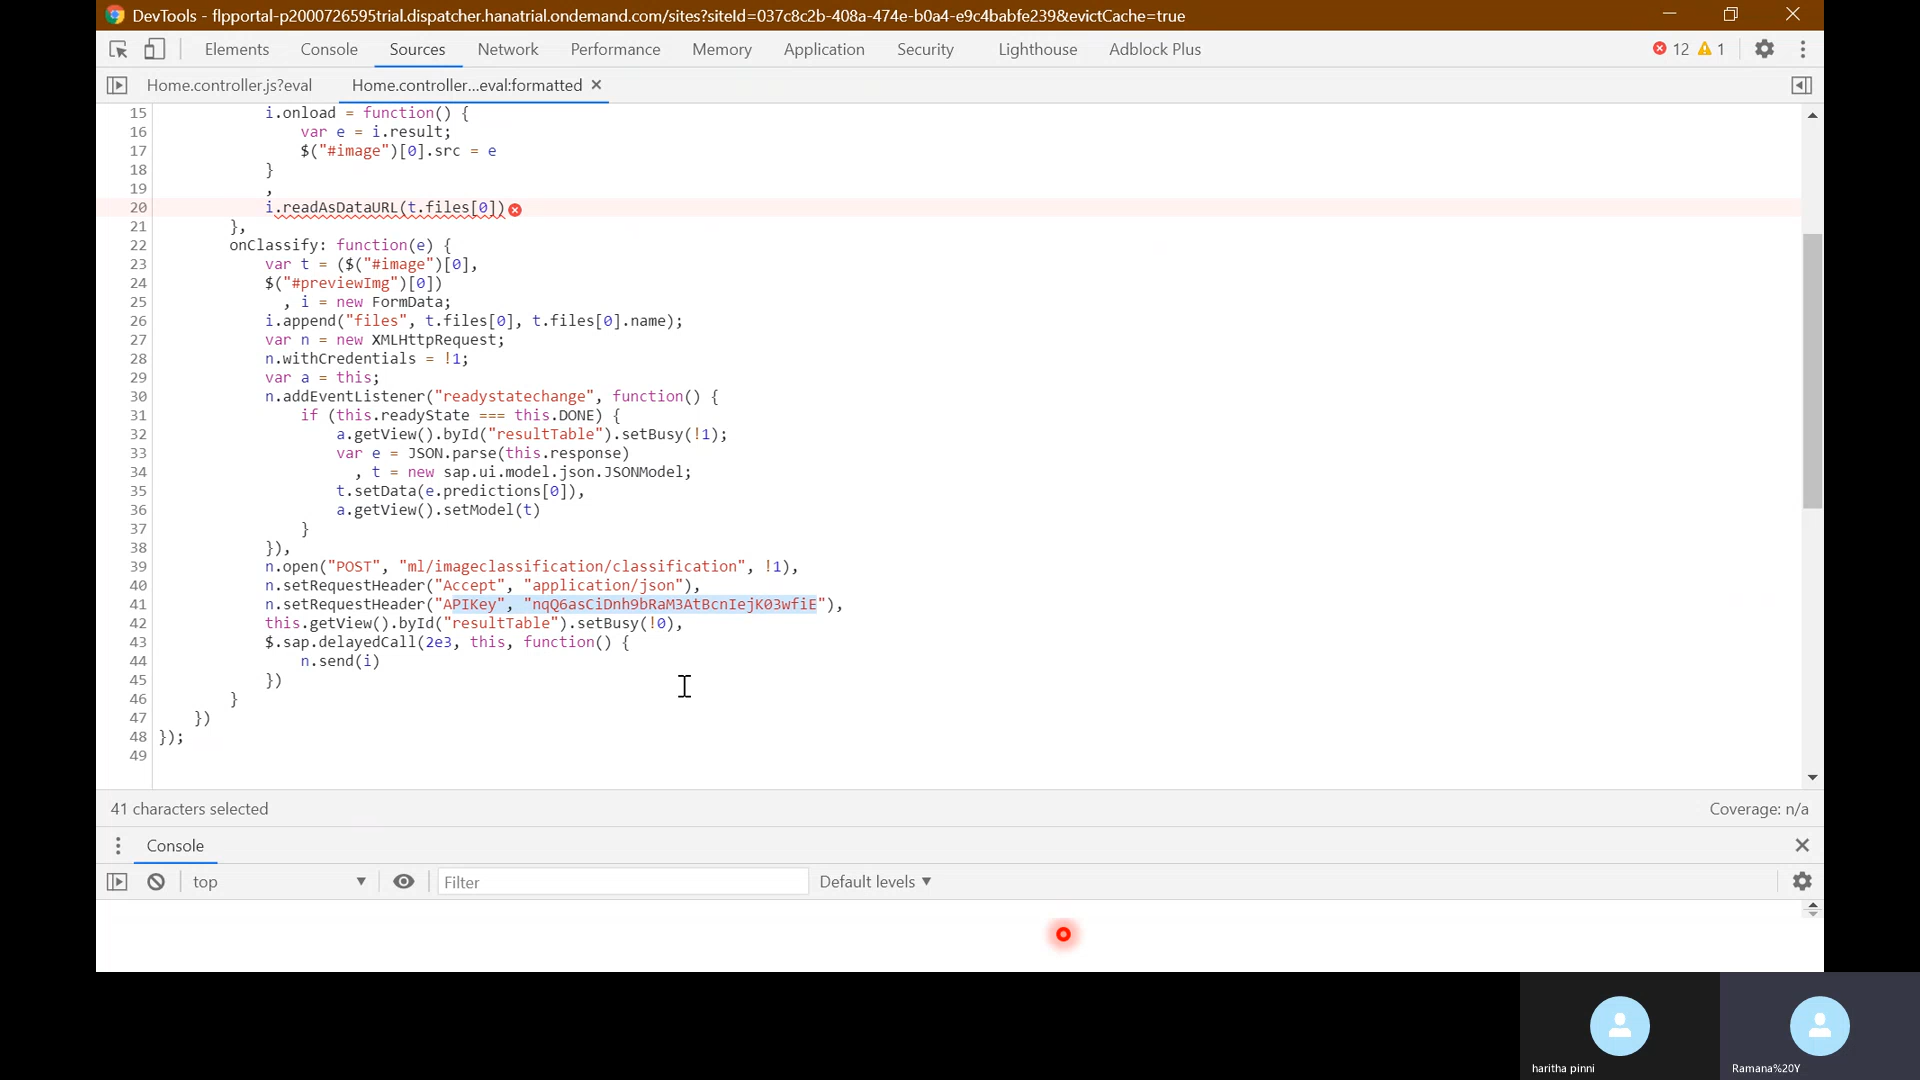 DevTools - flpportal-p2000726595trial.dispatcher.hanatrial.ondemand.com/sites?siteId=037c8c2b-408a-474e-b0a4-e9c4babfe239&evictCache=true
Elements Console Sources Network Performance Memory Application Security Lighthouse Adblock Plus 12 1
Home.controller.js?eval Home.controller...eval:formatted
15 i.onload = function() {
16 var e = i.result;
17 $("#image")[0].src = e
18 }
19 ,
20 i.readAsDataURL(t.files[0])
21 },
22 onClassify: function(e) {
23 var t = ($("#image")[0],
24 $("#previewImg")[0])
25 , i = new FormData;
26 i.append("files", t.files[0], t.files[0].name);
27 var n = new XMLHttpRequest;
28 n.withCredentials = !1;
29 var a = this;
30 n.addEventListener("readystatechange", function() {
31 if (this.readyState === this.DONE) {
32 a.getView().byId("resultTable").setBusy(!1);
33 var e = JSON.parse(this.response)
34 , t = new sap.ui.model.json.JSONModel;
35 t.setData(e.predictions[0]),
36 a.getView().setModel(t)
37 }
38 }),
39 n.open("POST", "ml/imageclassification/classification", !1),
40 n.setRequestHeader("Accept", "application/json"),
41 n.setRequestHeader("APIKey", "nqQ6asCiDnh9bRaM3AtBcnIejK03wfiE"),
42 this.getView().byId("resultTable").setBusy(!0),
43 $.sap.delayedCall(2e3, this, function() {
44 n.send(i)
45 })
46 }
47 })
48 });
49
41 characters selected Coverage: n/a
Console
top Filter Default levels
haritha pinni Ramana%20Y